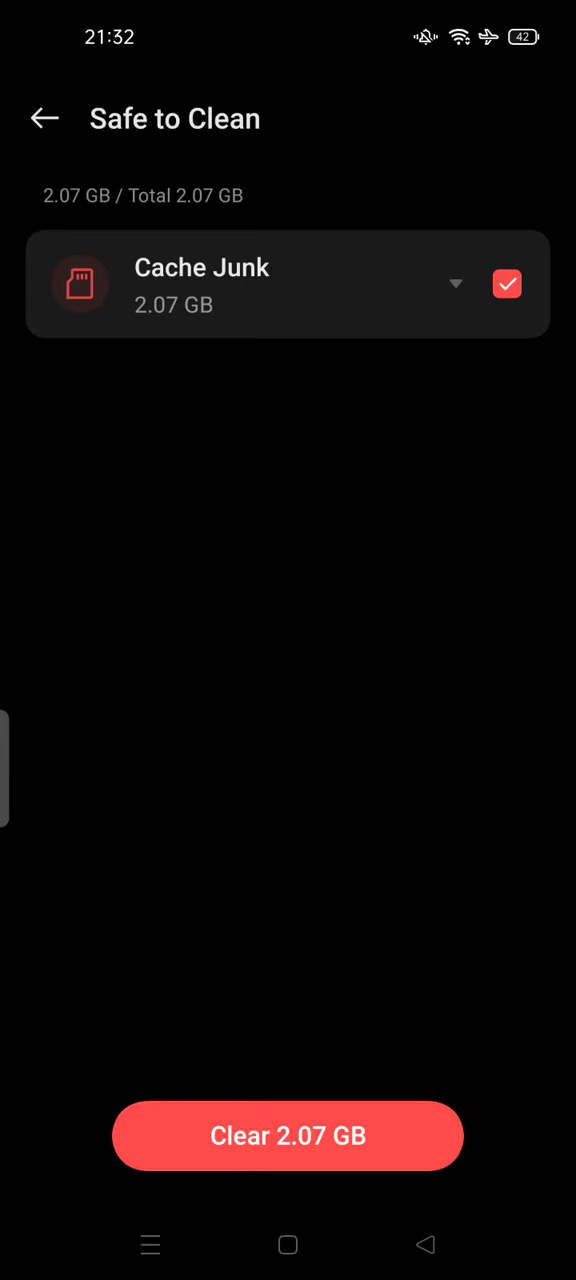 21:32
42
Safe to Clean
2.07 GB / Total 2.07 GB
Cache Junk
2.07 GB
Clear 2.07 GB